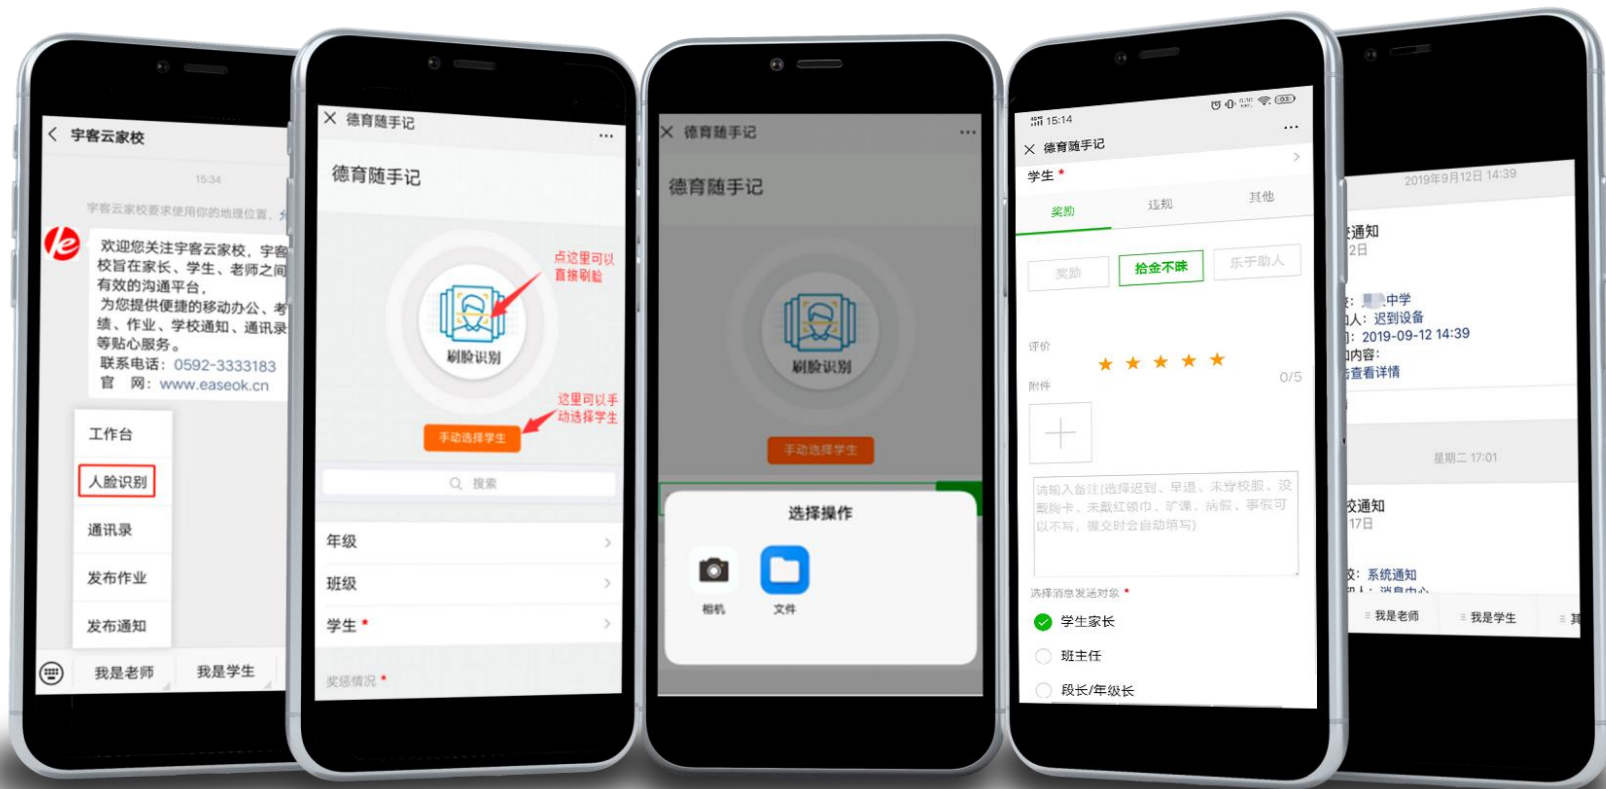 宇客云家校
15:34
宇客云家校要求使用你的地理位置，
欢迎您关注宇客云家校，宇客
校旨在家长、学生、老师之间
有效的沟通平台，
为您提供便捷的移动办公、考
绩、作业、学校通知、通讯录
等贴心服务。
联系电话：0592-3333183
官 网：www.easeok.cn
工作台
人脸识别
通讯录
发布作业
发布通知
我是老师
我是学生
德育随手记
...
德育随手记
点这里可以
直接刷脸
刷脸识别
这里可以手
动选择学生
手动选择学生
搜索
年级
班级
学生 *
奖惩情况 *
德育随手记
...
德育随手记
刷脸识别
手动选择学生
选择操作
相机
文件
15:14
德育随手记
...
学生 *
奖励
违规
其他
奖励
拾金不昧
乐于助人
评价
附件
0/5
请输入备注(选择迟到、早退、未穿校服、没
戴胸卡、未戴红领巾、旷课、病假、事假可
以不写，提交时会自动填写)
选择消息发送对象 *
学生家长
班主任
段长/年级长
2019年9月12日 14:39
通知
2日
中学
人：迟到设备
：2019-09-12 14:39
内容：
查看详情
星期二 17:01
校通知
17日
：系统通知
我是老师
我是学生